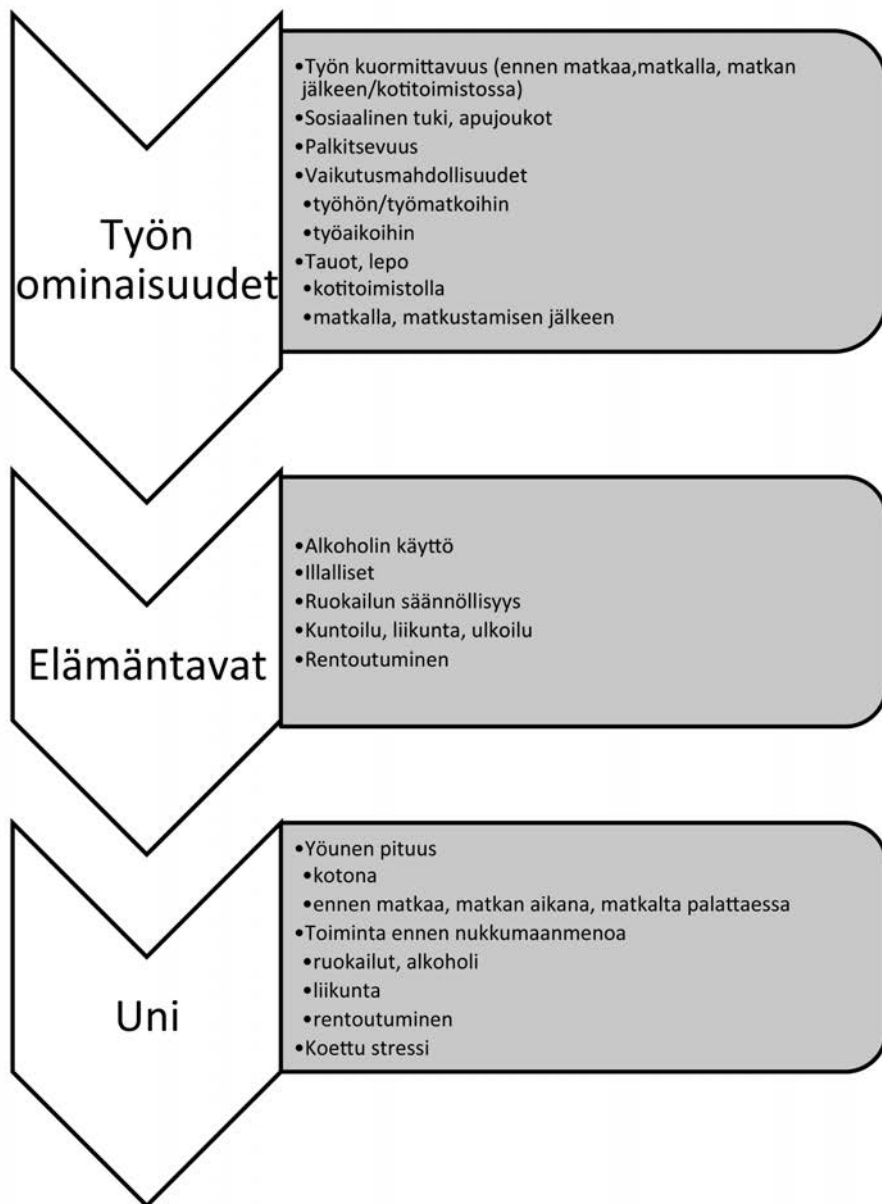 Työn
ominaisuudet
•Työn kuormittavuus (ennen matkaa,matkalla, matkan
jälkeen/kotitoimistossa)
•Sosiaalinen tuki, apujoukot
•Palkitsevuus
•Vaikutusmahdollisuudet
•työhön/työmatkoihin
•työaikoihin
•Tauot, lepo
•kotitoimistolla
•matkalla, matkustamisen jälkeen
Elämäntavat
•Alkoholin käyttö
•Illalliset
•Ruokailun säännöllisyys
•Kuntoilu, liikunta, ulkoilu
•Rentoutuminen
Uni
•Yöunen pituus
•kotona
•ennen matkaa, matkan aikana, matkalta palattaessa
•Toiminta ennen nukkumaanmenoa
•ruokailut, alkoholi
•liikunta
•rentoutuminen
•Koettu stressi